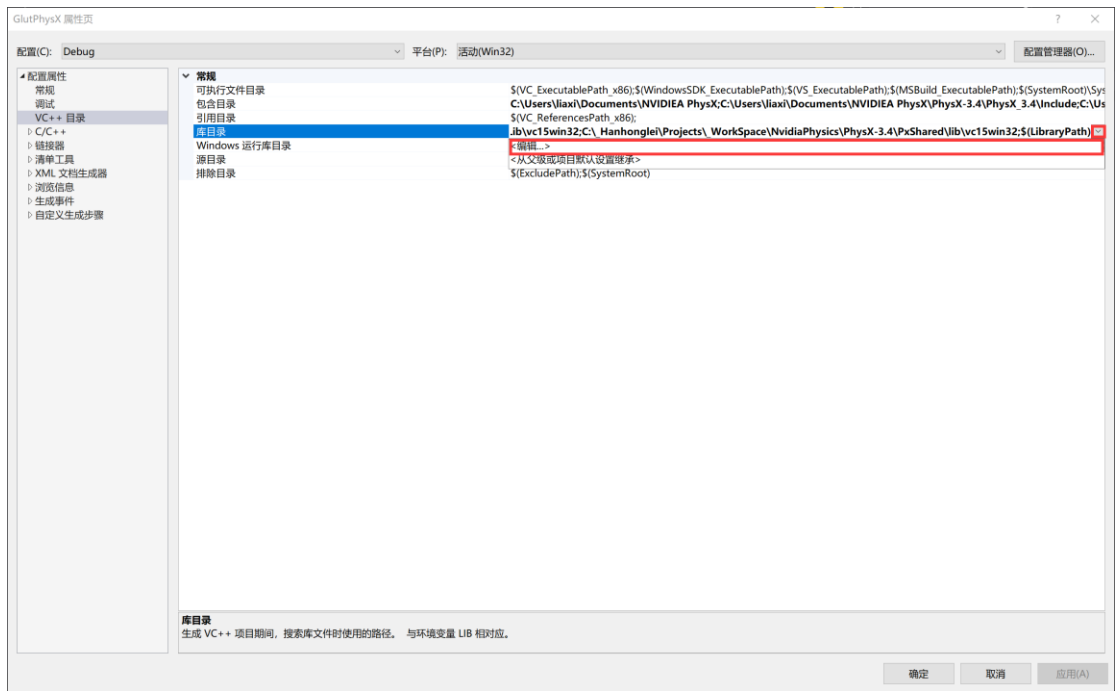 GlutPhysX 属性页
配置(C): Debug 平台(P): 活动(Win32) 配置管理器(O)...
配置属性
常规
调试
VC++ 目录
C/C++
链接器
清单工具
XML 文档生成器
浏览信息
生成事件
自定义生成步骤
常规
可执行文件目录 $(VC_ExecutablePath_x86);$(WindowsSDK_ExecutablePath);$(VS_ExecutablePath);$(MSBuild_ExecutablePath);$(SystemRoot)\Sys
包含目录 C:\Users\liaxi\Documents\NVIDIEA PhysX;C:\Users\liaxi\Documents\NVIDIEA PhysX\PhysX-3.4\PhysX_3.4\Include;C:\Us
引用目录 $(VC_ReferencesPath_x86);
库目录 .ib\vc15win32;C:\_Hanhonglei\Projects\_WorkSpace\NvidiaPhysics\PhysX-3.4\PxShared\lib\vc15win32;$(LibraryPath)
Windows 运行库目录 <编辑...>
源目录 <从父级或项目默认设置继承>
排除目录 $(ExcludePath);$(SystemRoot)
库目录
生成 VC++ 项目期间，搜索库文件时使用的路径。 与环境变量 LIB 相对应。
确定 取消 应用(A)